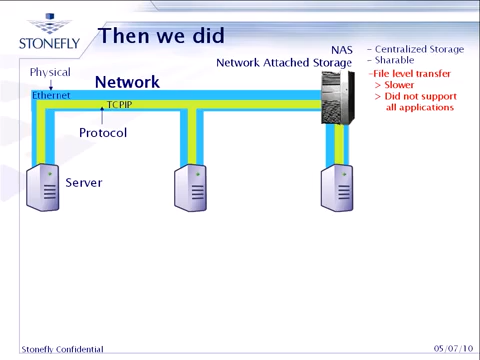 STONEFLY
Then we did
NAS
Network Attached Storage
– Centralized Storage
– Sharable
-File level transfer
> Slower
> Did not support
all applications
Physical
Network
Ethernet
TCPIP
Protocol
Server
Stonefly Confidential
05/07/10